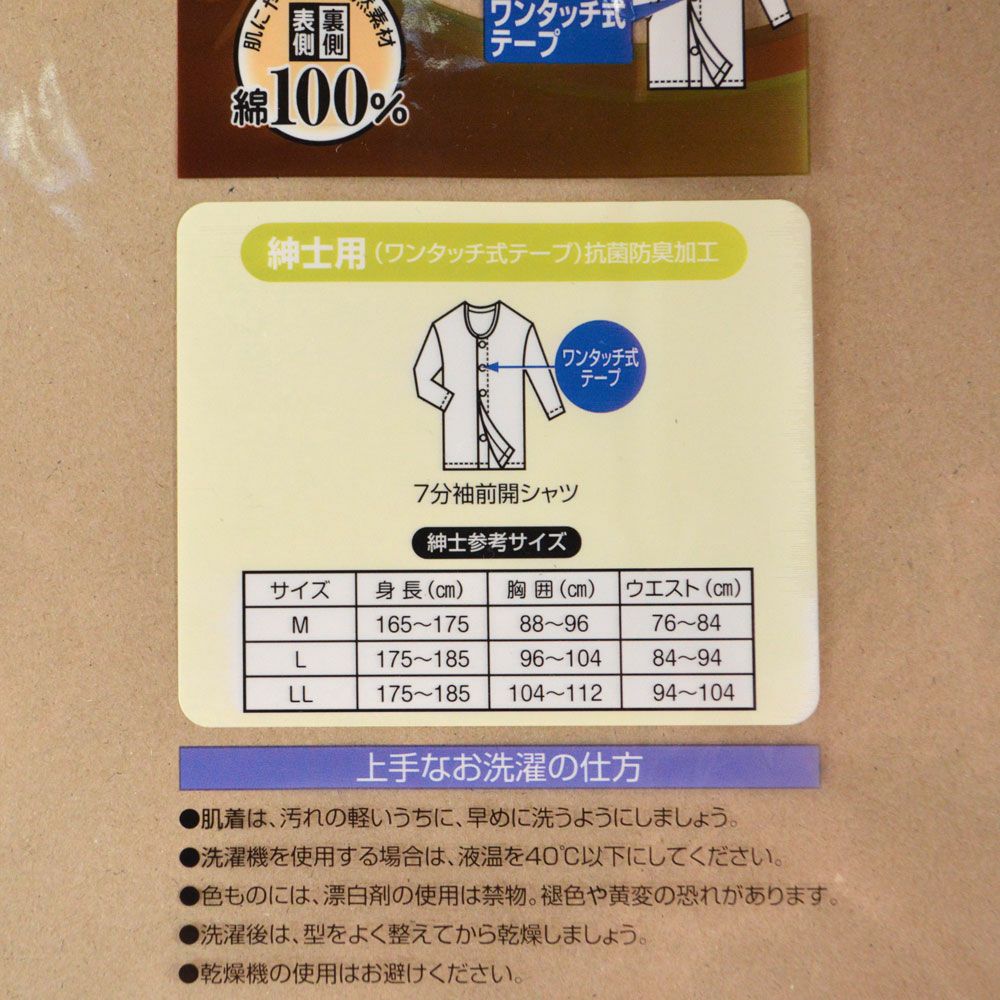 肌に
素材
表側
裏側
綿100%
ワンタッチ式
テープ
紳士用(ワンタッチ式テープ)抗菌防臭加工
ワンタッチ式
テープ
7分袖前開シャツ
紳士参考サイズ
サイズ 身長(㎝) 胸囲(㎝) ウエスト(㎝)
M 165〜175 88〜96 76〜84
L 175〜185 96〜104 84〜94
LL 175〜185 104〜112 94〜104
上手なお洗濯の仕方
●肌着は、汚れの軽いうちに、早めに洗うようにしましょう。
●洗濯機を使用する場合は、液温を40℃以下にしてください。
●色ものには、漂白剤の使用は禁物。褪色や黄変の恐れがあります。
●洗濯後は、型をよく整えてから乾燥しましょう。
●乾燥機の使用はお避けください。